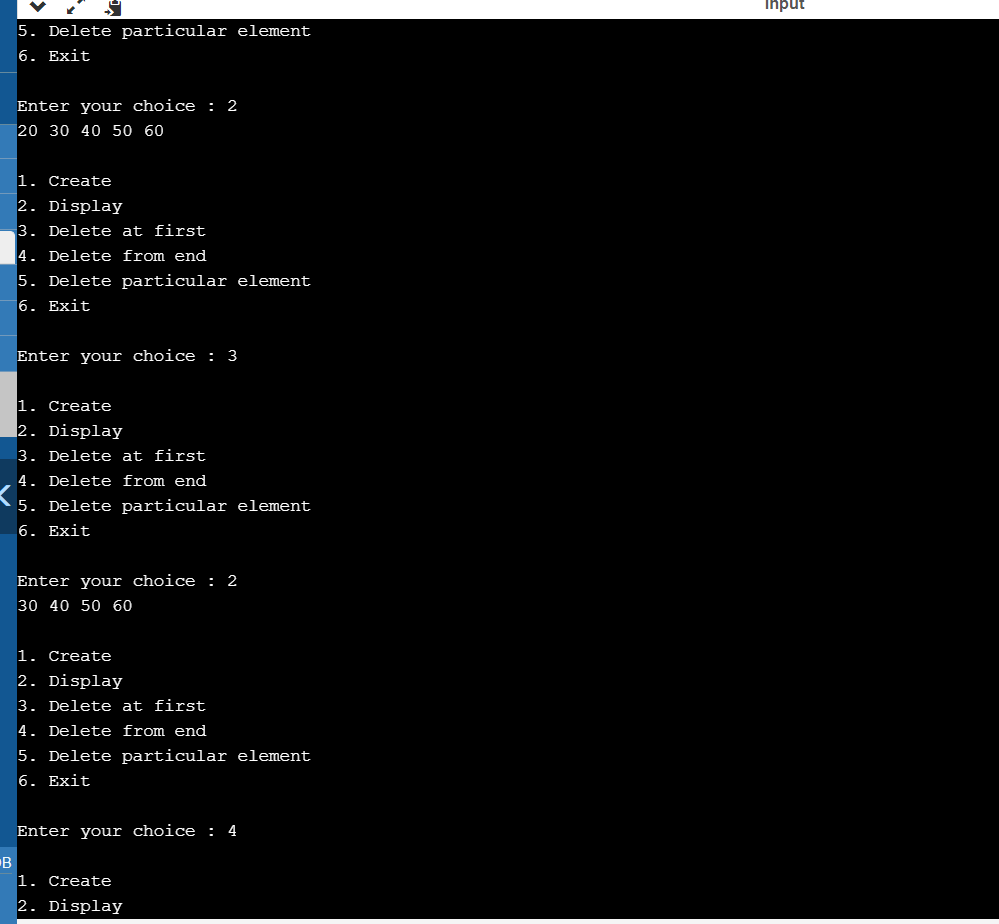 input
5. Delete particular element
6. Exit
Enter your choice : 2
20 30 40 50 60
1. Create
2. Display
3. Delete at first
4. Delete from end
5. Delete particular element
6. Exit
Enter your choice : 3
1. Create
2. Display
3. Delete at first
4. Delete from end
5. Delete particular element
6. Exit
Enter your choice : 2
30 40 50 60
1. Create
2. Display
3. Delete at first
4. Delete from end
5. Delete particular element
6. Exit
Enter your choice : 4
B
1. Create
2. Display